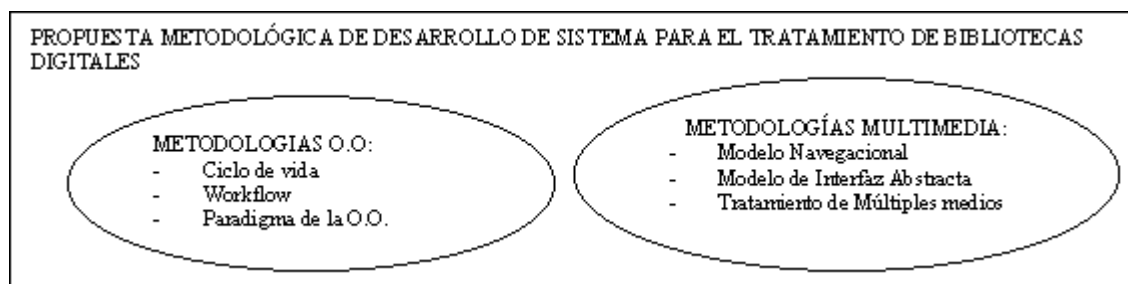 PROPUESTA METODOLÓGICA DE DESARROLLO DE SISTEMA PARA EL TRATAMIENTO DE BIBLIOTECAS
DIGITALES
METODOLOGIAS O.O:
- Ciclo de vida
- Workflow
- Paradigma de la O.O.
METODOLOGÍAS MULTIMEDIA:
- Modelo Navegacional
- Modelo de Interfaz Abstracta
- Tratamiento de Múltiples medios